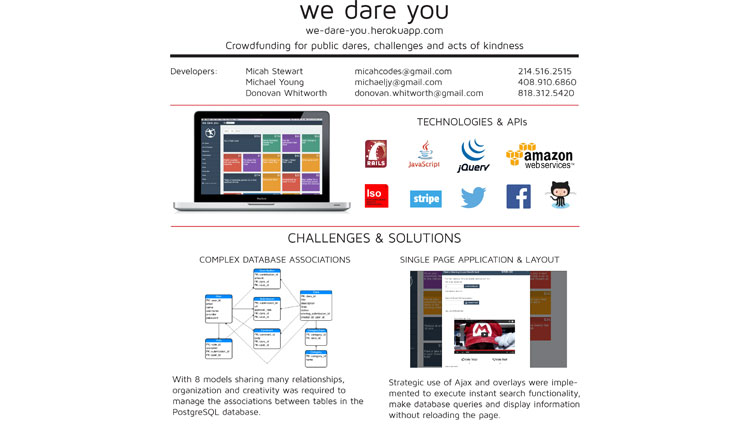 we dare you
we-dare-you.herokuapp.com
Crowdfunding for public dares, challenges and acts of kindness
Developers: Micah Stewart micahcodes@gmail.com 214.516.2515
Michael Young michaeljy@gmail.com 408.910.6860
Donovan Whitworth donovan.whitworth@gmail.com 818.312.5420
TECHNOLOGIES & APIs
RAILS JavaScript jQuery amazon
webservices™
iso stripe
CHALLENGES & SOLUTIONS
COMPLEX DATABASE ASSOCIATIONS
With 8 models sharing many relationships,
organization and creativity was required to
manage the associations between tables in the
PostgreSQL database.
SINGLE PAGE APPLICATION & LAYOUT
Strategic use of Ajax and overlays were imple-
mented to execute instant search functionality,
make database queries and display information
without reloading the page.